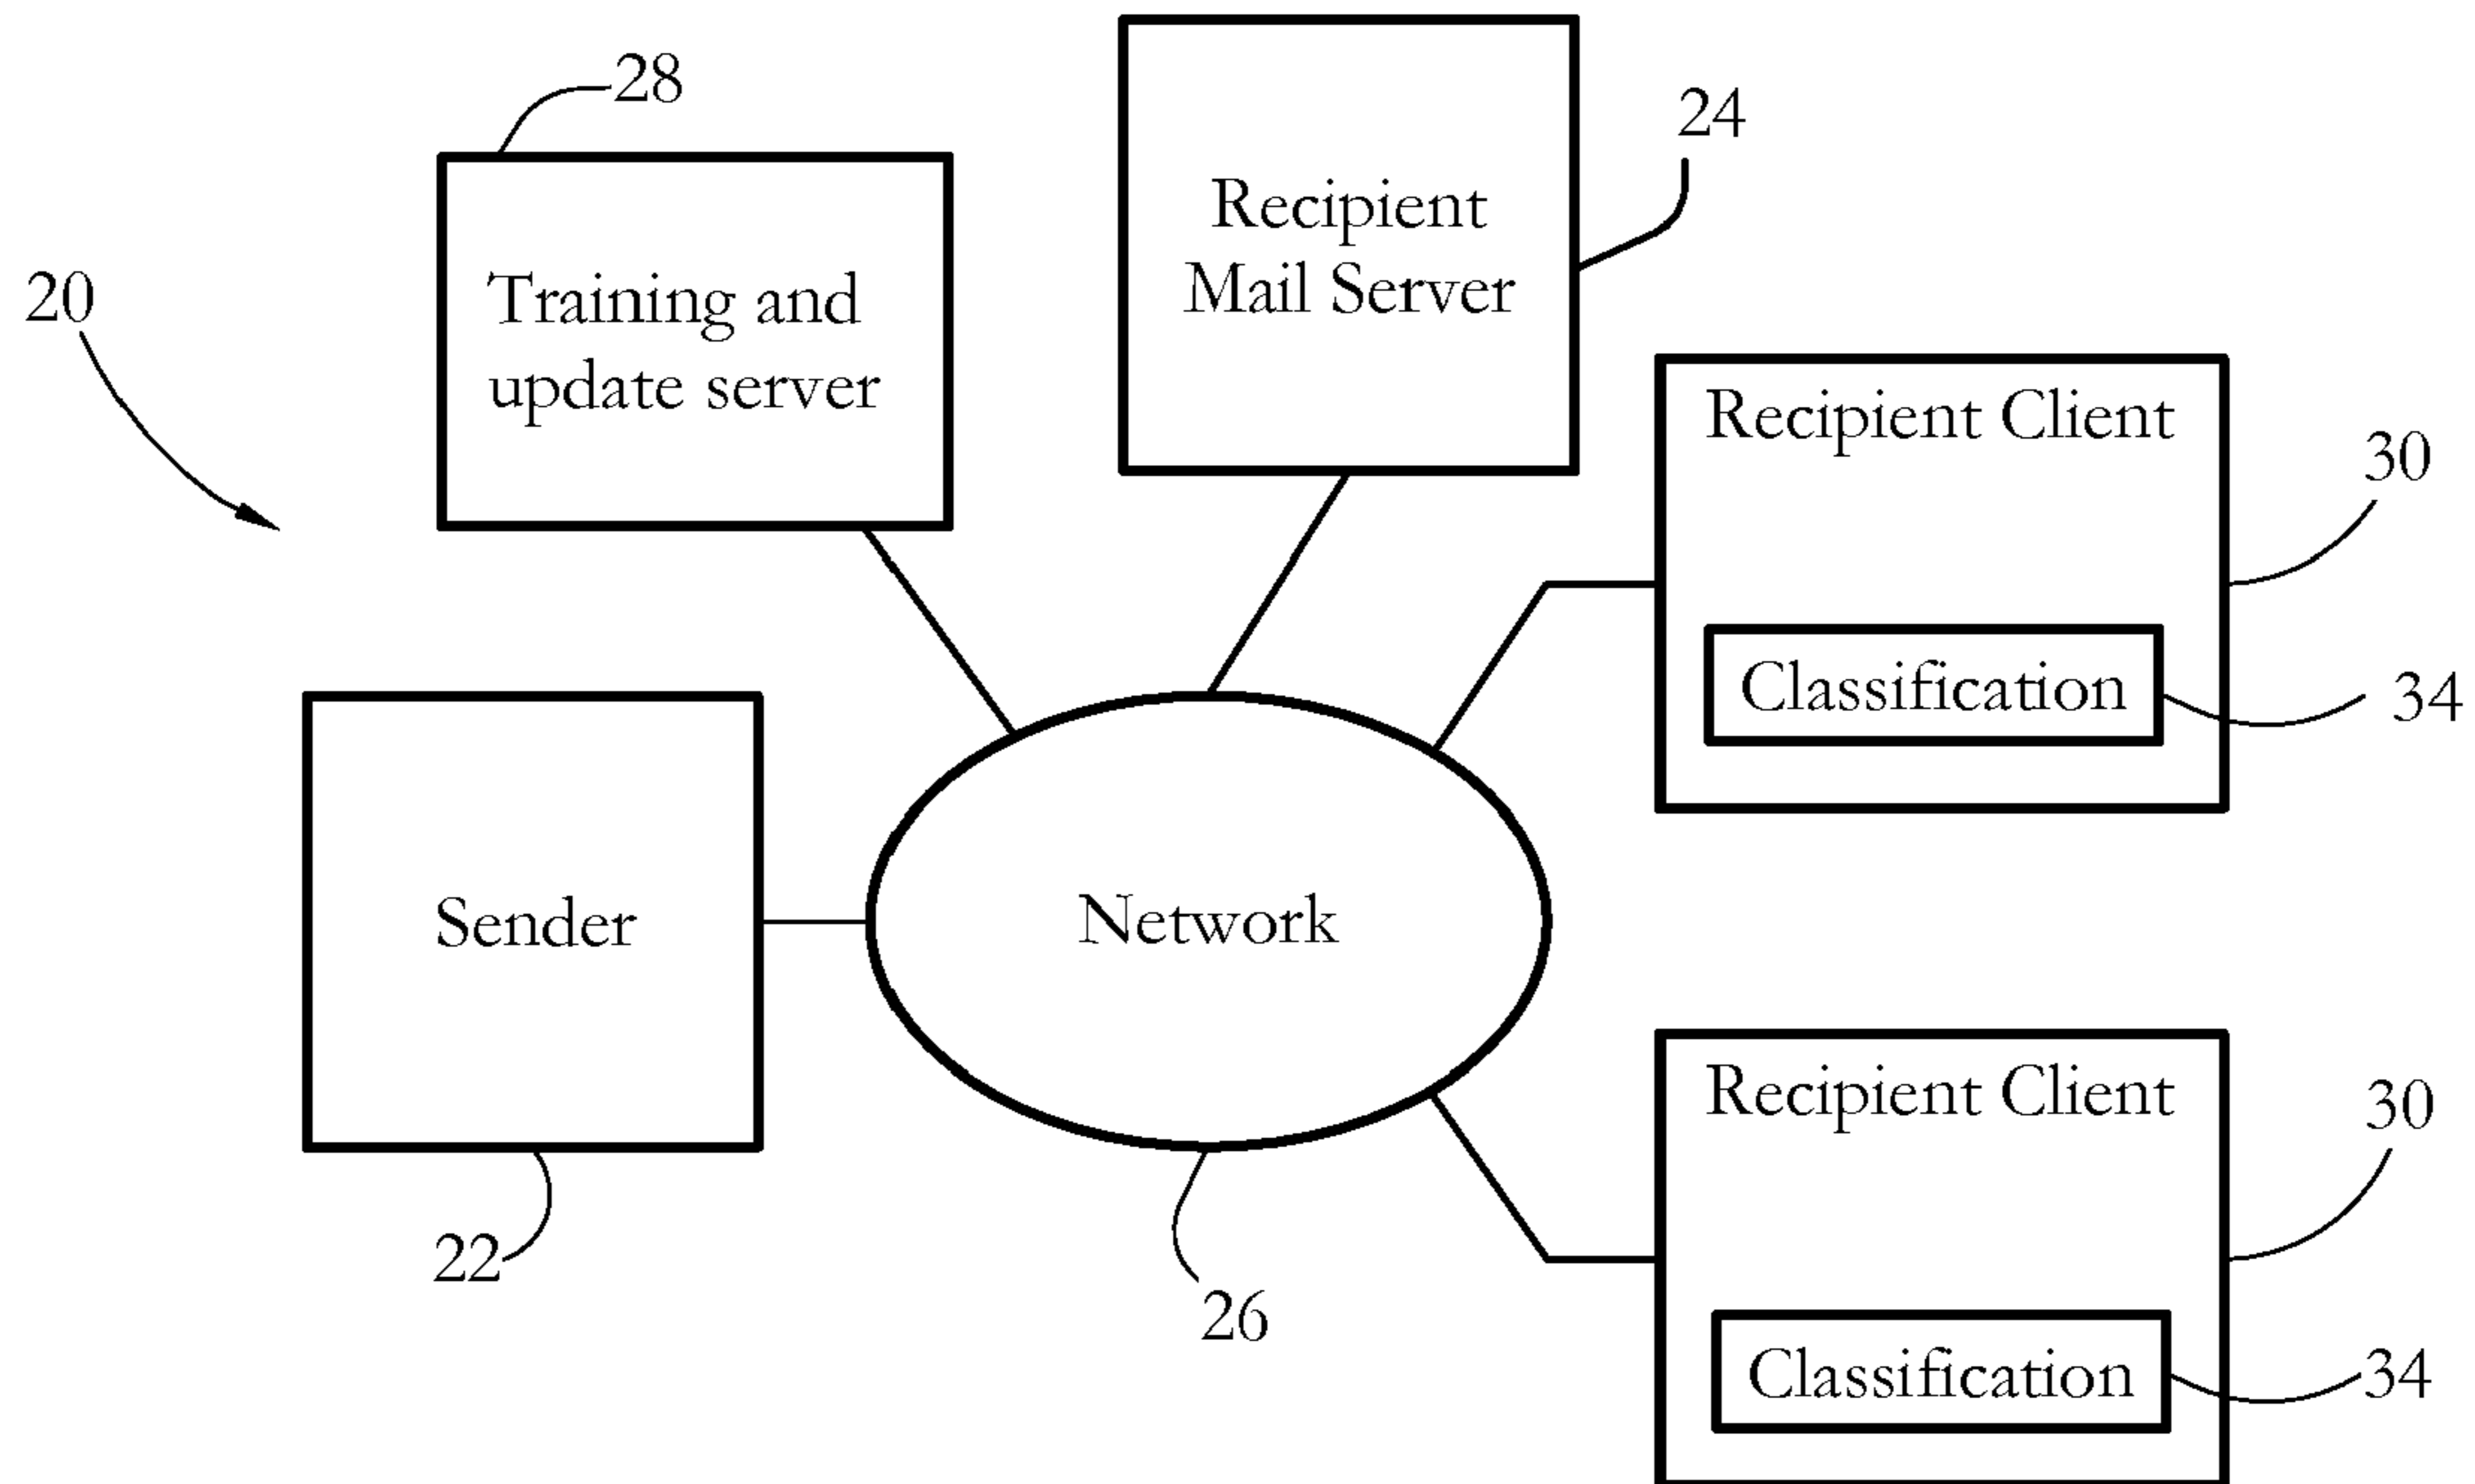 28
24
20
Training and
update server
Recipient
Mail Server
Recipient Client
30
Classification
34
Sender
Network
22
26
Recipient Client
30
Classification
34